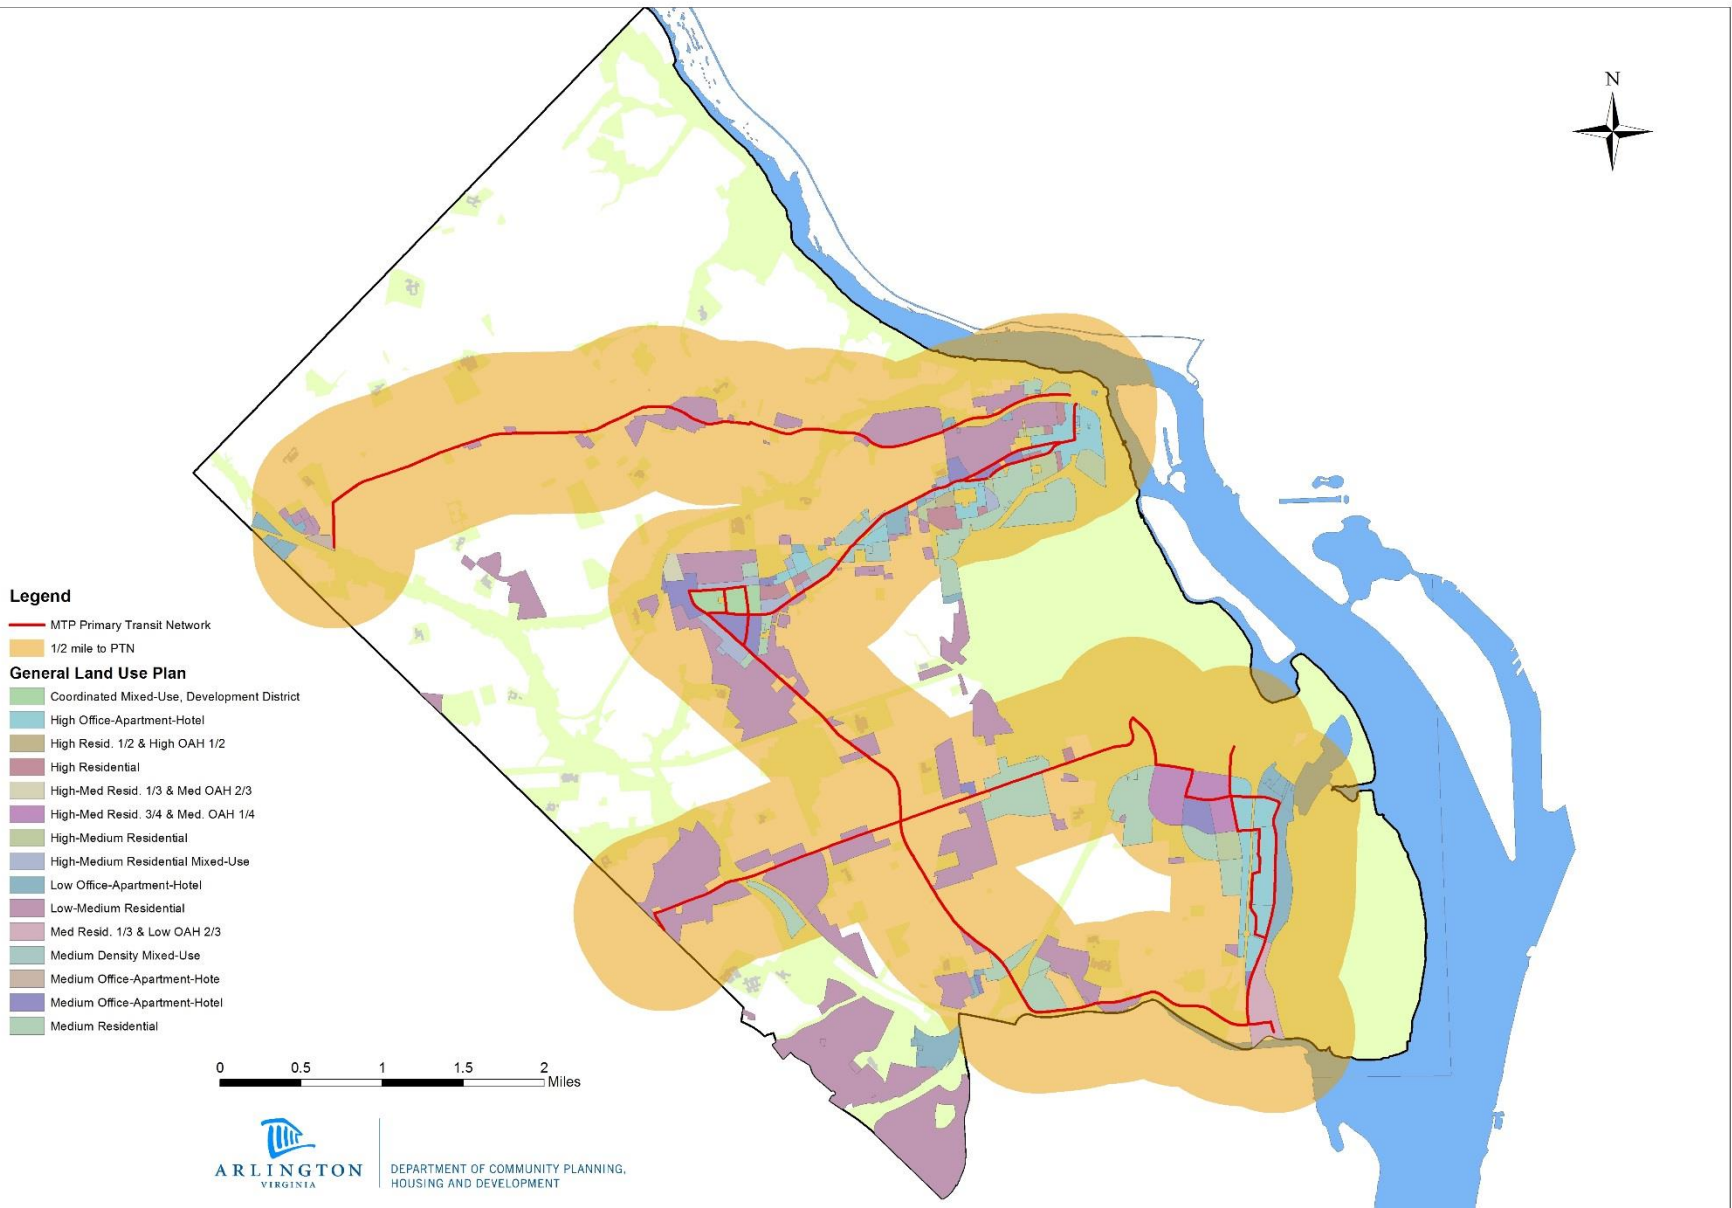 N
Legend
MTP Primary Transit Network
1/2 mile to PTN
General Land Use Plan
Coordinated Mixed-Use, Development District
High Office-Apartment-Hotel
High Resid. 1/2 & High OAH 1/2
High Residential
High-Med Resid. 1/3 & Med OAH 2/3
High-Med Resid. 3/4 & Med. OAH 1/4
High-Medium Residential
High-Medium Residential Mixed-Use
Low Office-Apartment-Hotel
Low-Medium Residential
Med Resid. 1/3 & Low OAH 2/3
Medium Density Mixed-Use
Medium Office-Apartment-Hote
Medium Office-Apartment-Hotel
Medium Residential
0 0.5 1 1.5 2
Miles
ARLINGTON
VIRGINIA
DEPARTMENT OF COMMUNITY PLANNING,
HOUSING AND DEVELOPMENT